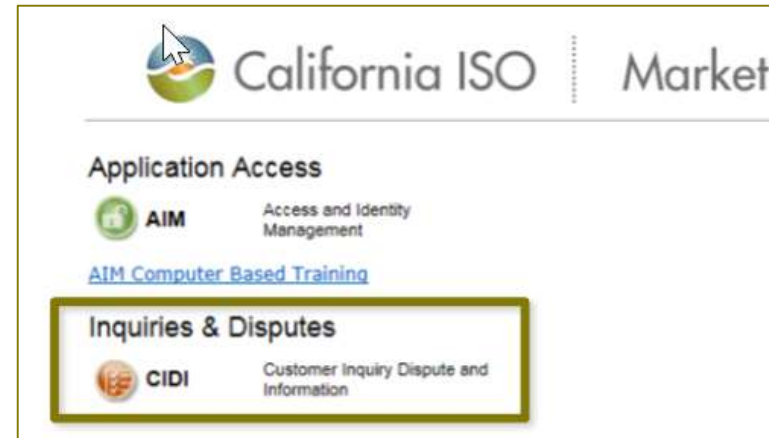 California ISO Market
Application Access
AIM Access and Identity
Management
AIM Computer Based Training
Inquiries & Disputes
CIDI Customer Inquiry Dispute and
Information